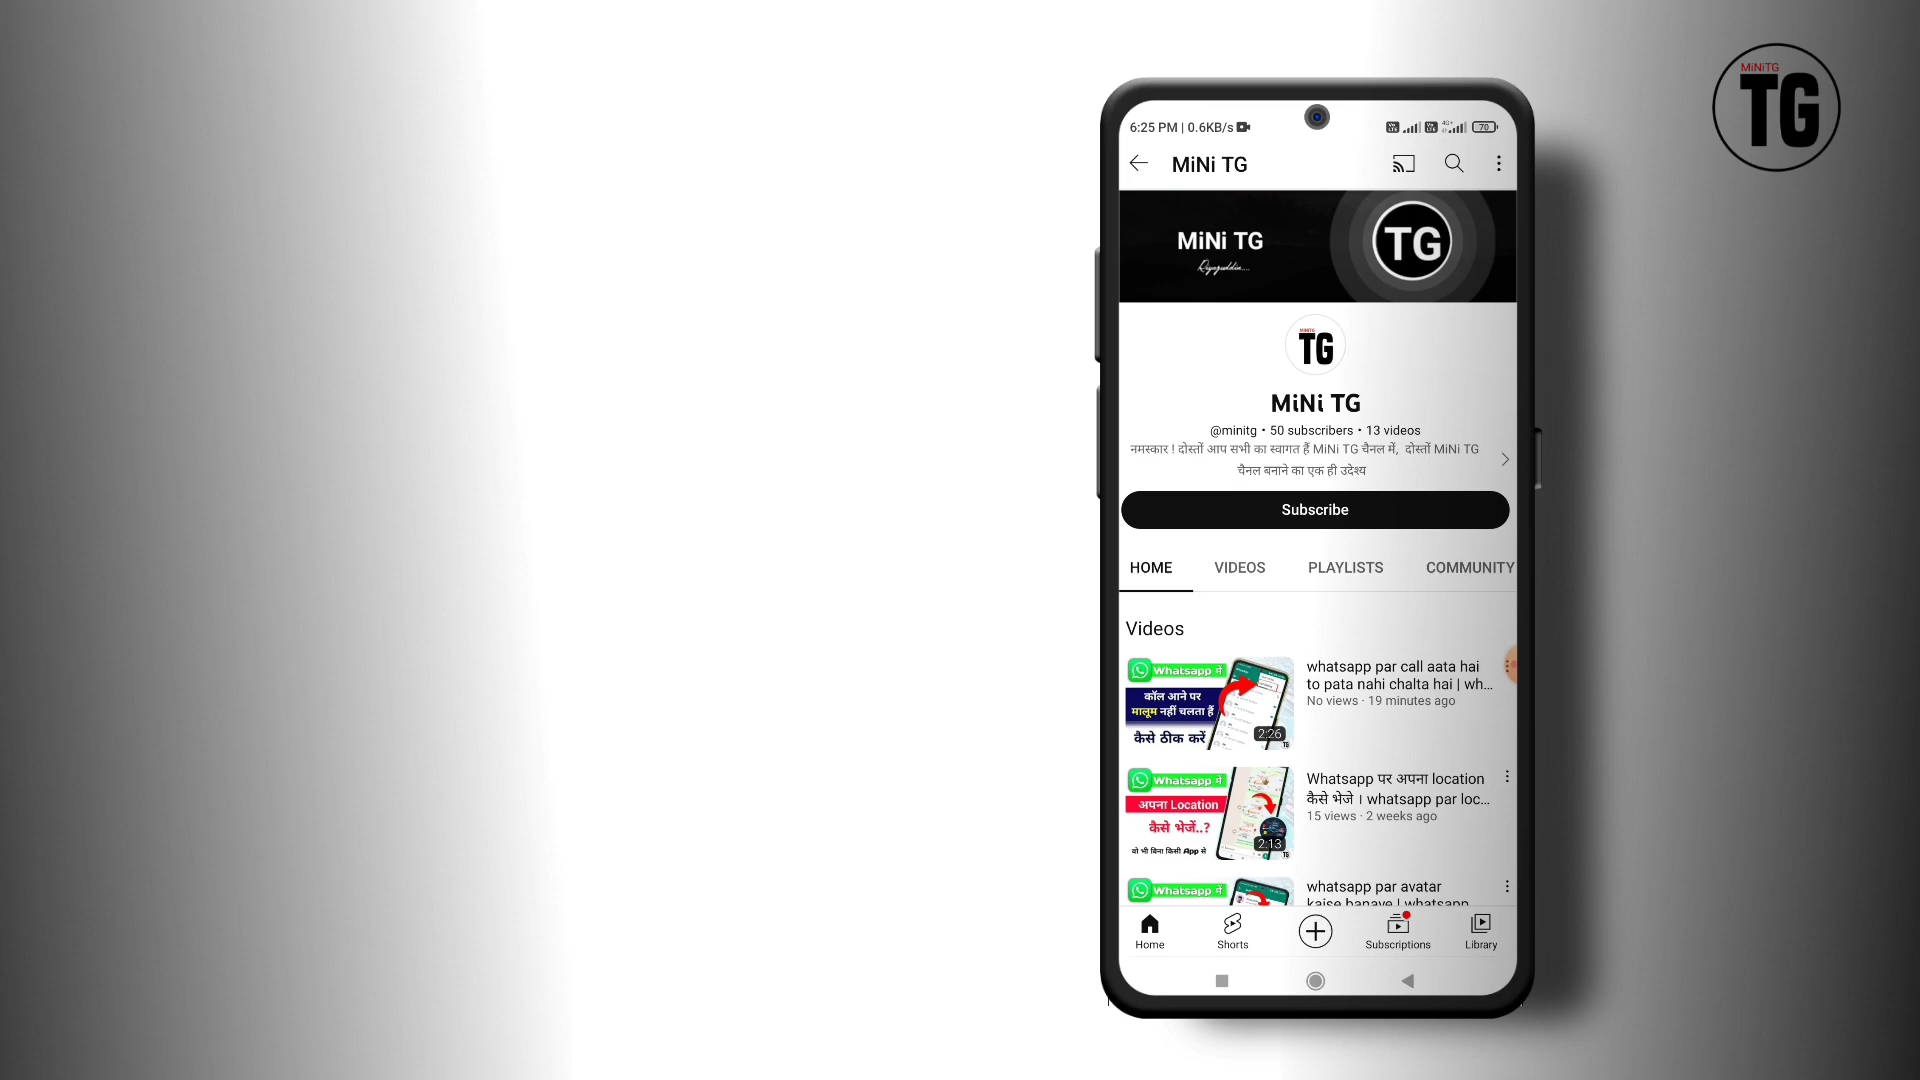 MiNiTG
TG
6:25 PM | 0.6KB/s
70
MiNi TG
MiNi TG
TG
MiNiTG
TG
MiNi TG
@minitg • 50 subscribers • 13 videos
नमस्कार ! दोस्तों आप सभी का स्वागत हैं MiNi TG चैनल में, दोस्तों MiNi TG
चैनल बनाने का एक ही उदेश्य
Subscribe
HOME VIDEOS PLAYLISTS COMMUNITY
Videos
Whatsapp में
कॉल आने पर
मालूम नहीं चलता हैं
कैसे ठीक करें
2:26
whatsapp par call aata hai
to pata nahi chalta hai | wh...
No views · 19 minutes ago
Whatsapp में
अपना Location
कैसे भेजें..?
वो भी बिना किसी App से
2:13
Whatsapp पर अपना location
कैसे भेजे । whatsapp par loc...
15 views · 2 weeks ago
Whatsapp में
whatsapp par avatar
kaise banaye | whatsapp
Home Shorts Subscriptions Library